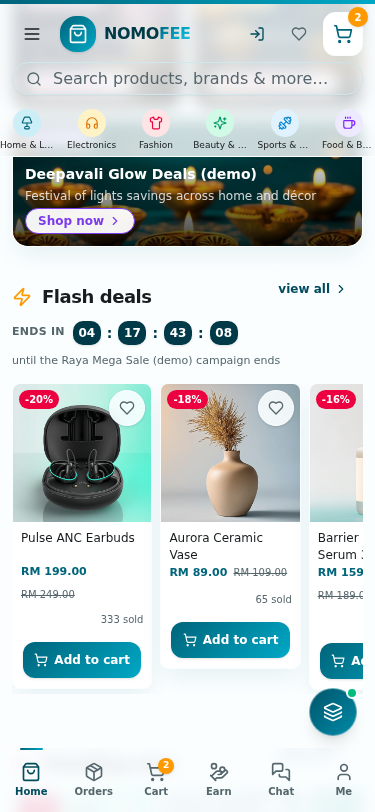 NOMOFEE
2
Search products, brands & more...
Home & L... Electronics Fashion Beauty & ... Sports & ... Food & B...
Deepavali Glow Deals (demo)
Festival of lights savings across home and décor
Shop now
Flash deals
view all
ENDS IN 04 : 17 : 43 : 08
until the Raya Mega Sale (demo) campaign ends
-20%
Pulse ANC Earbuds
RM 199.00
RM 249.00
333 sold
Add to cart
-18%
Aurora Ceramic
Vase
RM 89.00 RM 109.00
65 sold
Add to cart
-16%
Barrier
Serum
RM 159
RM 189.0
2
Home Orders Cart Earn Chat Me